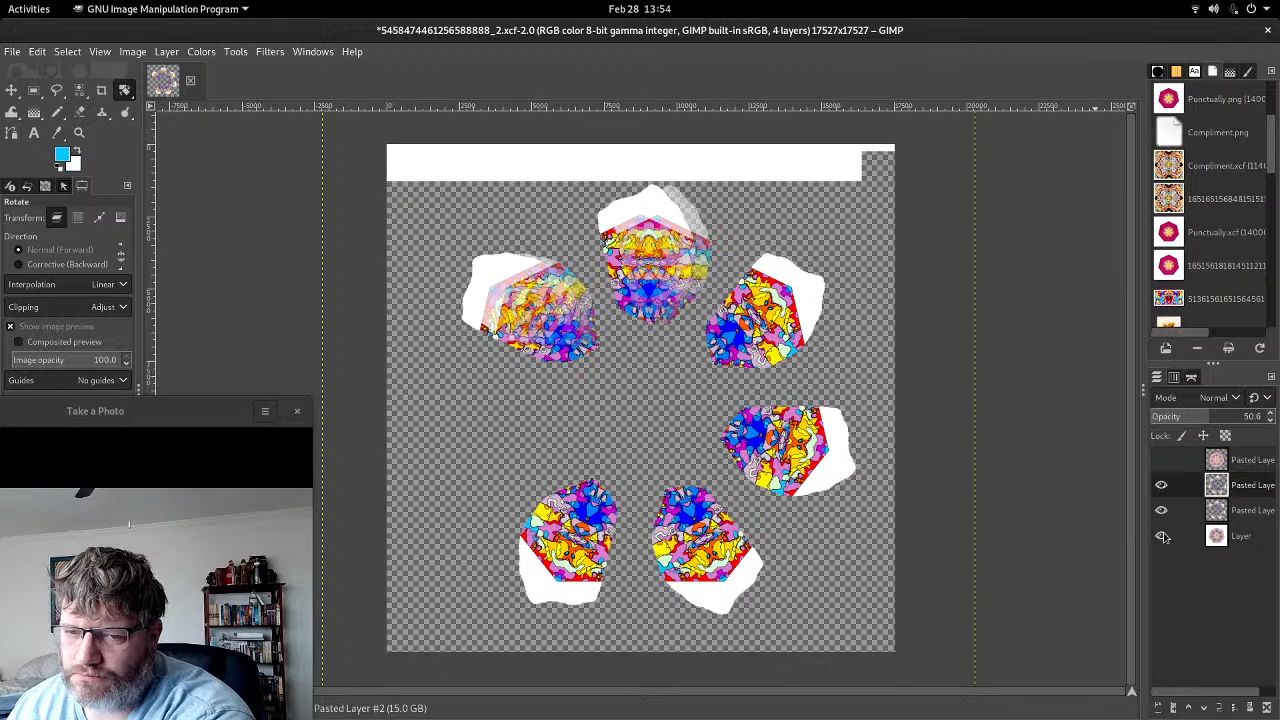 Activities
GNU Image Manipulation Program
Feb 28 13:54
*5458474461256588888_2.xcf-2.0 (RGB color 8-bit gamma integer, GIMP built-in sRGB, 4 layers) 17527x17527 – GIMP
File Edit Select View Image Layer Colors Tools Filters Windows Help
Rotate
Transform:
Direction
Normal (Forward)
Corrective (Backward)
Interpolation Linear
Clipping Adjust
Show image preview
Composited preview
Image opacity 100.0
Guides No guides
Take a Photo
Pasted Layer #2 (15.0 GB)
Punctually.png (1400
Compliment.png
Compliment.xcf (1140
Punctually.xcf (1400
Mode Normal
Opacity 50.6
Lock:
Pasted Laye
Pasted Laye
Pasted Laye
Layer